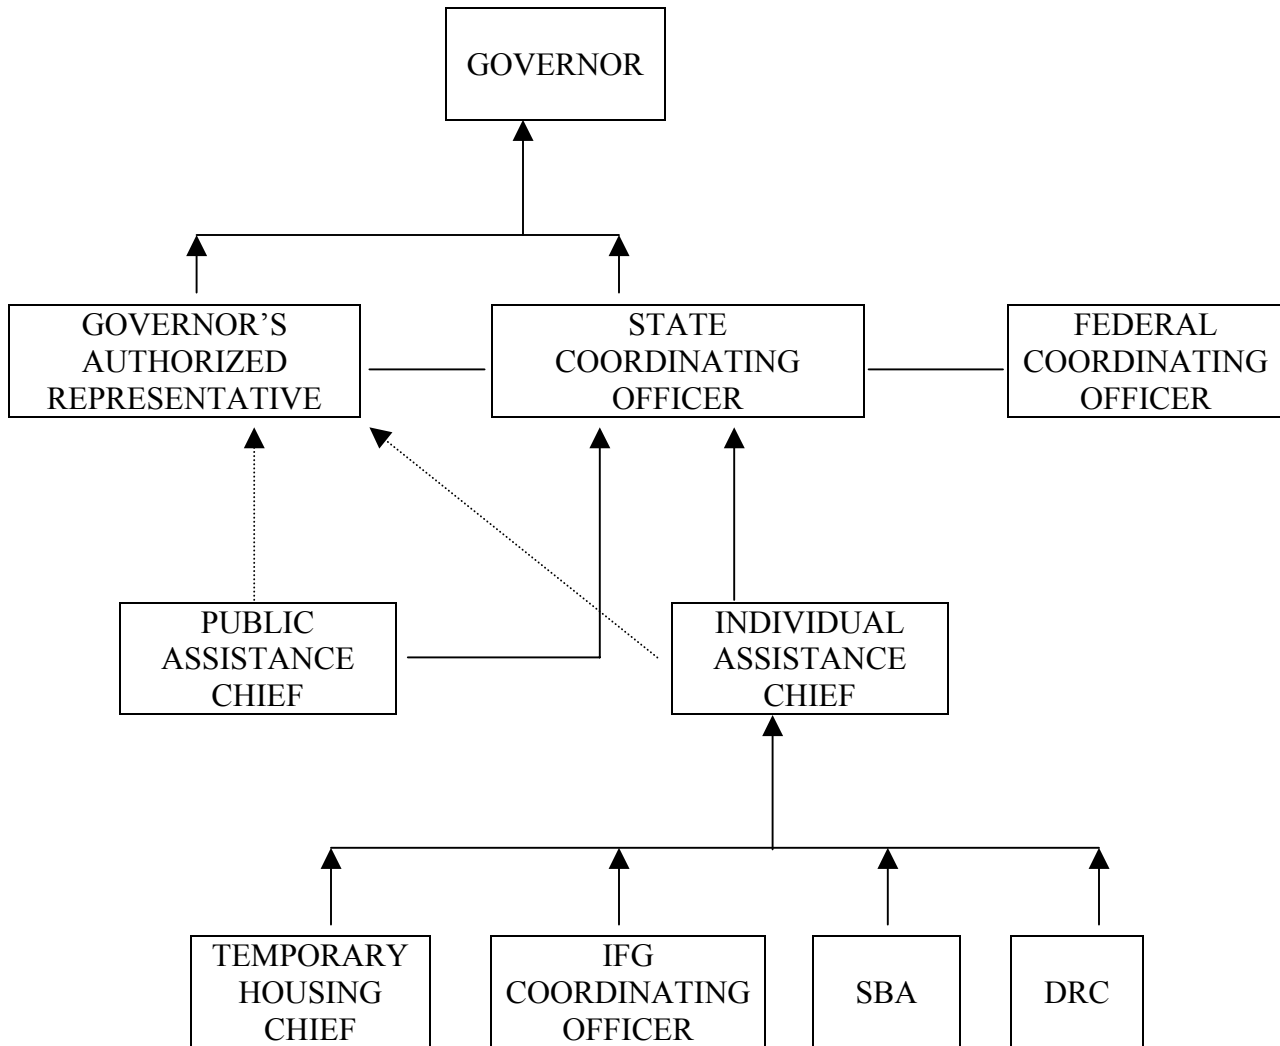 GOVERNOR
GOVERNOR’S
AUTHORIZED
REPRESENTATIVE
STATE
COORDINATING
OFFICER
FEDERAL
COORDINATING
OFFICER
PUBLIC
ASSISTANCE
CHIEF
INDIVIDUAL
ASSISTANCE
CHIEF
TEMPORARY
HOUSING
CHIEF
IFG
COORDINATING
OFFICER
SBA
DRC